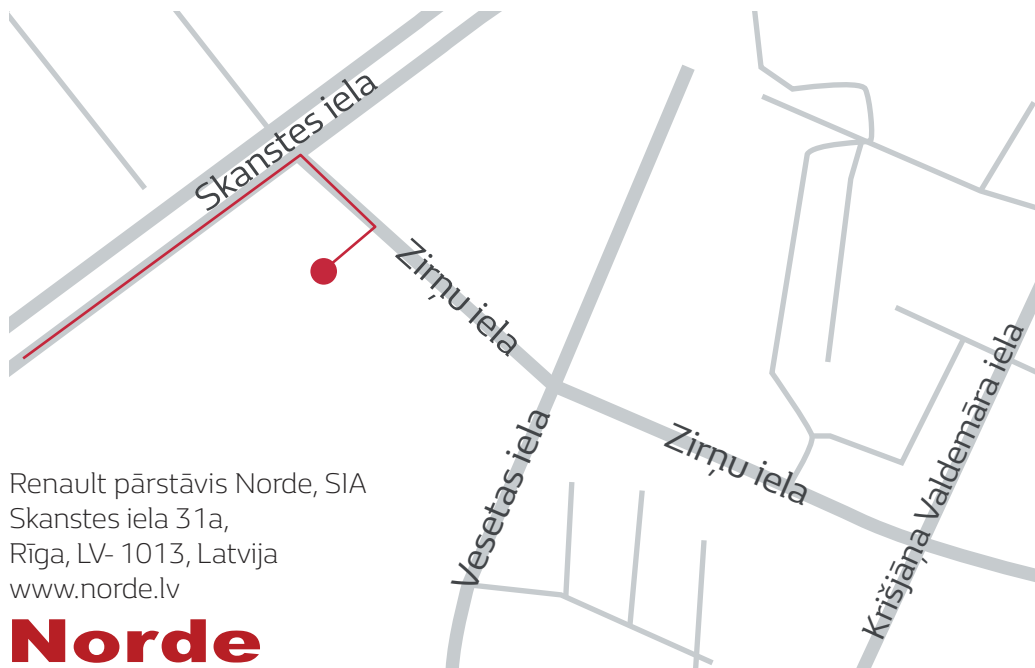 Skanstes iela
Zirņu iela
Zirņu iela
Vesetas iela
Krišjāņa Valdemāra iela
Renault pārstāvis Norde, SIA
Skanstes iela 31a,
Rīga, LV- 1013, Latvija
www.norde.lv
Norde